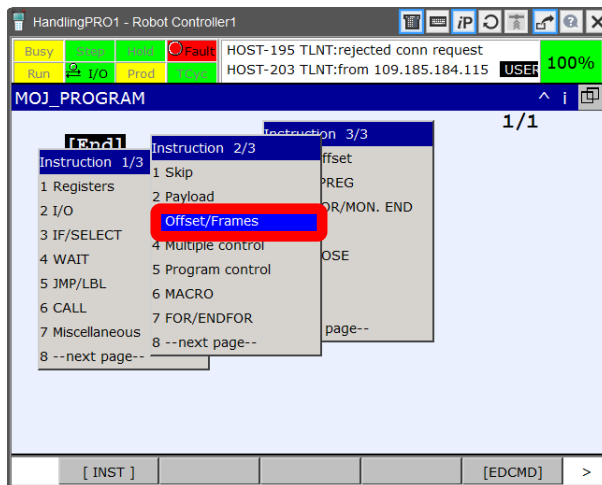 HandlingPRO1 - Robot Controller1
iP
Busy Step Hold Fault
Run I/O Prod TCyc
HOST-195 TLNT:rejected conn request
HOST-203 TLNT:from 109.185.184.115 USER
100%
MOJ_PROGRAM
i
1/1
[End]
Instruction 1/3
1 Registers
2 I/O
3 IF/SELECT
4 WAIT
5 JMP/LBL
6 CALL
7 Miscellaneous
8 --next page--
Instruction 2/3
1 Skip
2 Payload
Offset/Frames
4 Multiple control
5 Program control
6 MACRO
7 FOR/ENDFOR
8 --next page--
Instruction 3/3
ffset
PREG
OR/MON. END
OSE
page--
[ INST ]
[EDCMD]
>